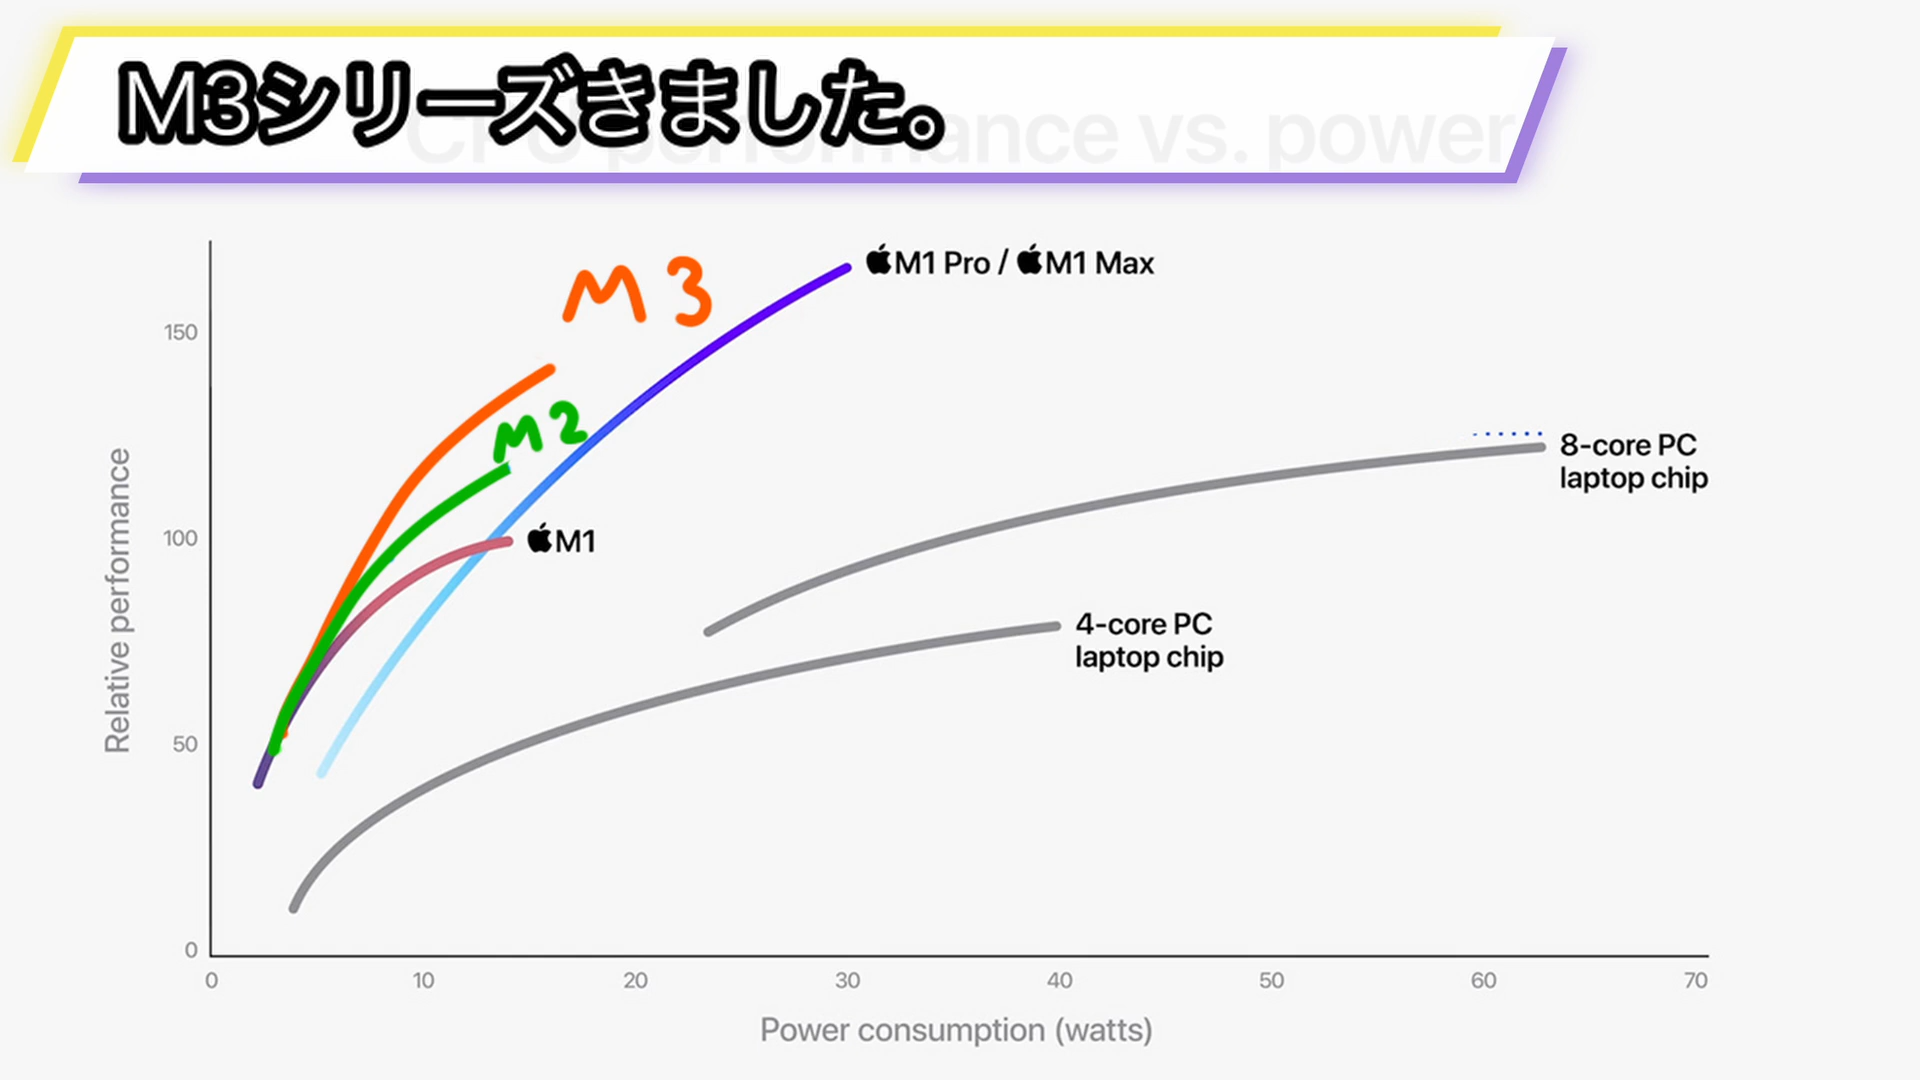 M3シリーズきました。
CPU performance vs. power
M3
M1 Pro / M1 Max
150
M2
8-core PC
laptop chip
100
M1
4-core PC
laptop chip
Relative performance
50
0
0 10 20 30 40 50 60 70
Power consumption (watts)